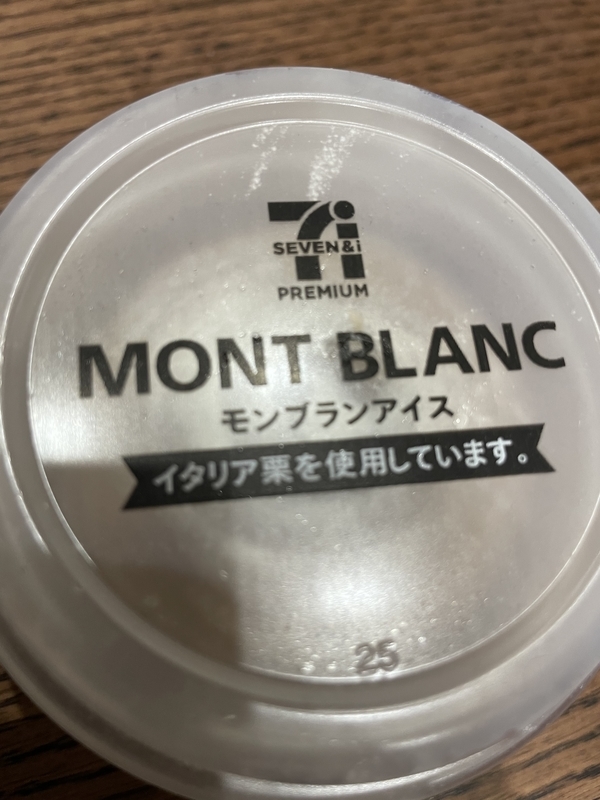 7i
SEVEN&i
PREMIUM
MONT BLANC
モンブランアイス
イタリア栗を使用しています。
25